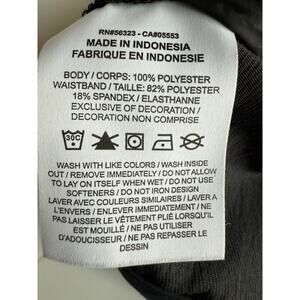 RN#56323 - CA#05553
MADE IN INDONESIA
FABRIQUE EN INDONESIE
BODY / CORPS: 100% POLYESTER
WAISTBAND / TAILLE: 82% POLYESTER
18% SPANDEX / ELASTHANNE
EXCLUSIVE OF DECORATION /
DECORATION NON COMPRISE
30C
WASH WITH LIKE COLORS / WASH INSIDE
OUT / REMOVE IMMEDIATELY / DO NOT ALLOW
TO LAY ON ITSELF WHEN WET / DO NOT USE
SOFTENERS / DO NOT IRON DESIGN
LAVER AVEC COULEURS SIMILAIRES / LAVER A
L'ENVERS / ENLEVER IMMEDIATEMENT / NE
PAS LAISSER LE VÊTEMENT PLIÉ LORSQU'IL
EST MOUILLÉ / NE PAS UTILISER
D'ADOUCISSEUR / NE PAS REPASSER LE
DESSIN